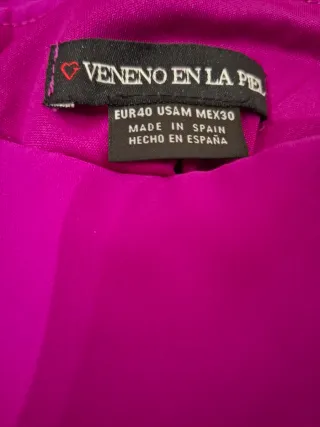 VENENO EN LA PIEL
EUR40 USAM MEX30
MADE IN SPAIN
HECHO EN ESPAÑA